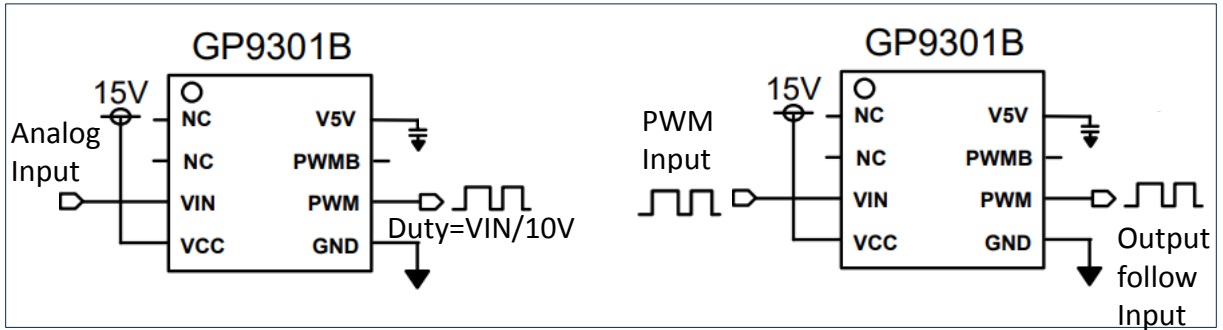 GP9301B
15V
Analog
Input
NC
NC
VIN
VCC
V5V
PWMB
PWM
GND
Duty=VIN/10V
GP9301B
15V
PWM
Input
NC
NC
VIN
VCC
V5V
PWMB
PWM
GND
Output
follow
Input